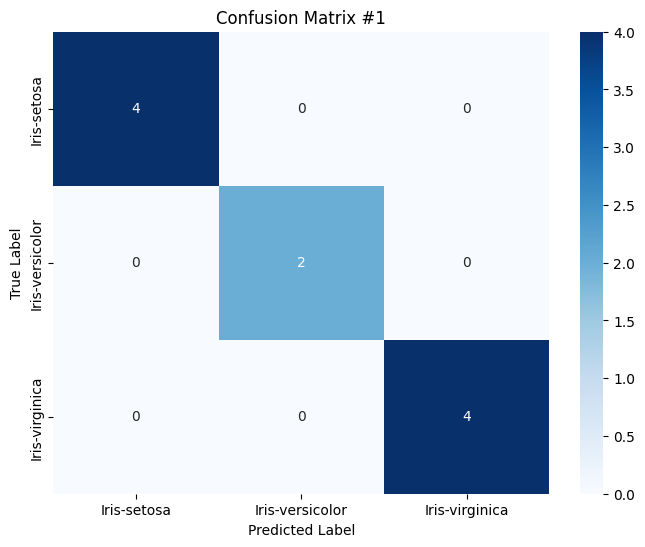 Confusion Matrix #1
True Label
Iris-setosa
4 0 0
Iris-versicolor
0 2 0
Iris-virginica
0 0 4
Iris-setosa Iris-versicolor Iris-virginica
Predicted Label
4.0
3.5
3.0
2.5
2.0
1.5
1.0
0.5
0.0